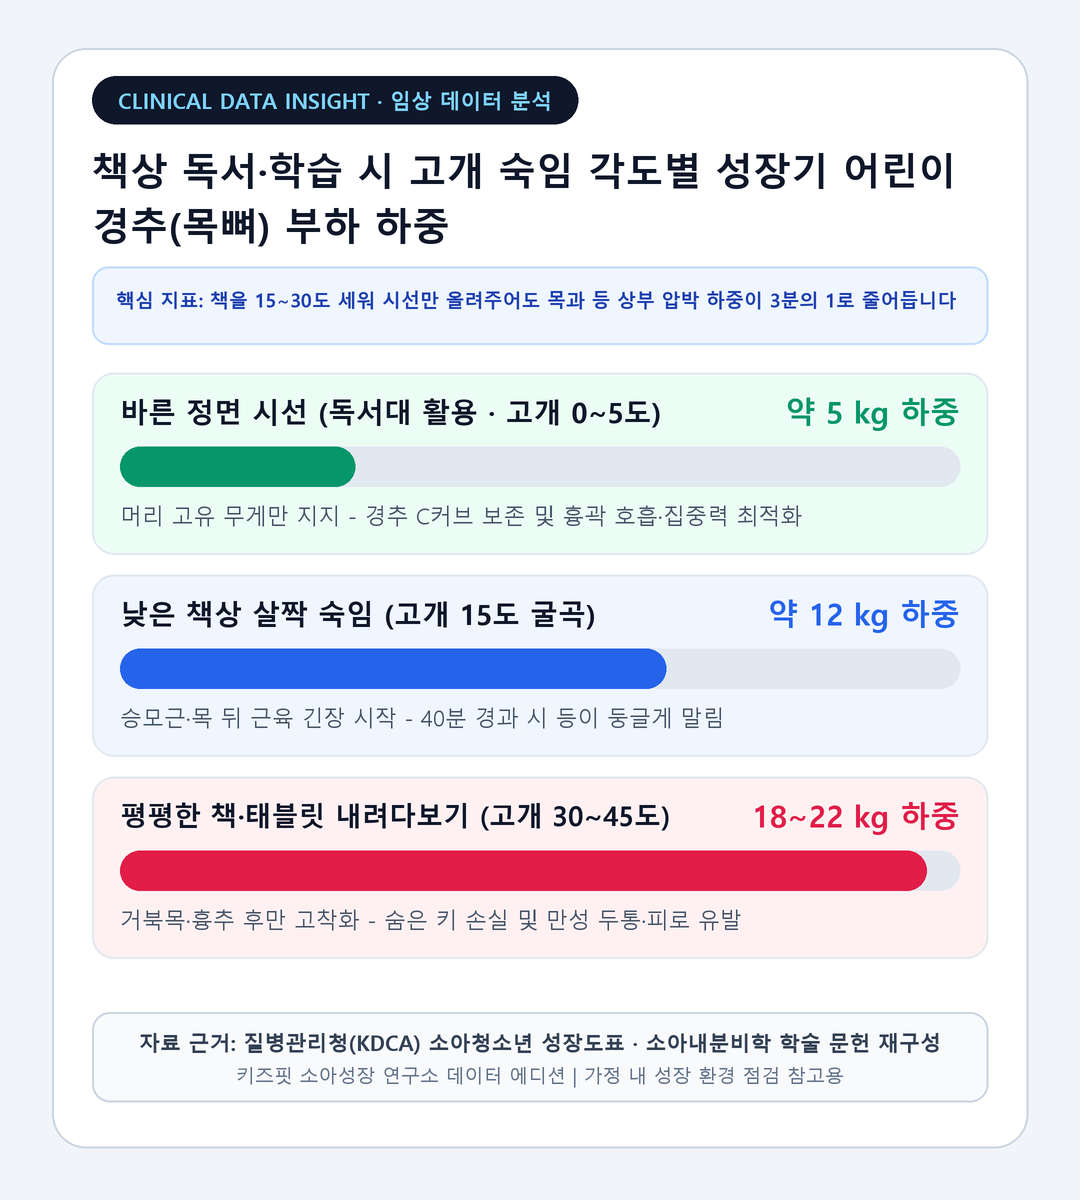 CLINICAL DATA INSIGHT · 임상 데이터 분석
책상 독서·학습 시 고개 숙임 각도별 성장기 어린이
경추(목뼈) 부하 하중
핵심 지표: 책을 15~30도 세워 시선만 올려주어도 목과 등 상부 압박 하중이 3분의 1로 줄어듭니다
바른 정면 시선 (독서대 활용 · 고개 0~5도)
약 5 kg 하중
머리 고유 무게만 지지 - 경추 C커브 보존 및 흉곽 호흡·집중력 최적화
낮은 책상 살짝 숙임 (고개 15도 굴곡)
약 12 kg 하중
승모근·목 뒤 근육 긴장 시작 - 40분 경과 시 등이 둥글게 말림
평평한 책·태블릿 내려다보기 (고개 30~45도)
18~22 kg 하중
거북목·흉추 후만 고착화 - 숨은 키 손실 및 만성 두통·피로 유발
자료 근거: 질병관리청(KDCA) 소아청소년 성장도표 · 소아내분비학 학술 문헌 재구성
키즈핏 소아성장 연구소 데이터 에디션 | 가정 내 성장 환경 점검 참고용